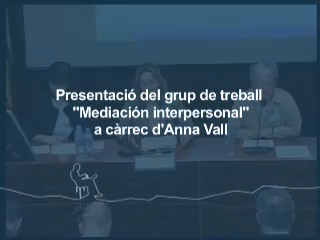 Presentació del grup de treball
"Mediación interpersonal"
a càrrec d'Anna Vall